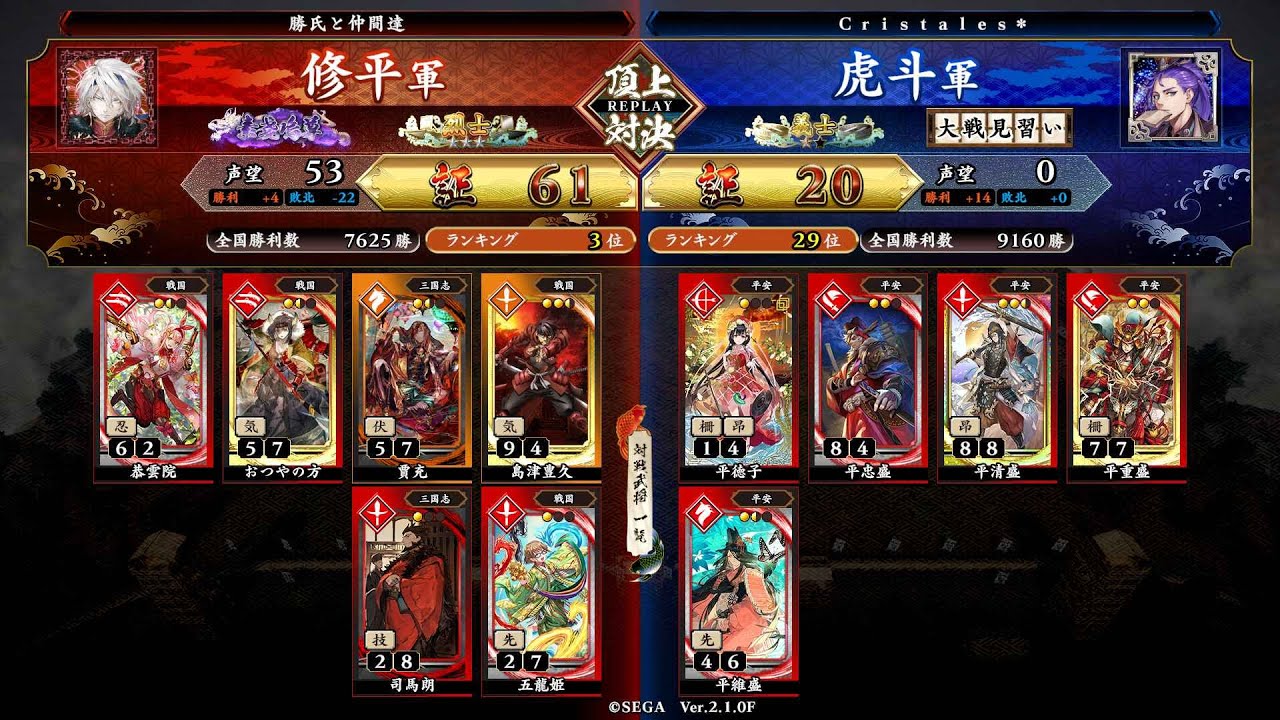 勝氏と仲間達
Cristales*
修平軍
頂上
REPLAY
対決
虎斗軍
烈士
大戦見習い
声望 53
勝利 +4 敗北 -22
証 61
証 20
声望 0
勝利 +14 敗北 +0
全国勝利数 7625勝
ランキング 3位
ランキング 29位
全国勝利数 9160勝
戦国
忍
6 2
恭雲院
戦国
気
5 7
おつやの方
三国志
伏
5 7
賈充
戦国
気
9 4
島津豊久
平安
柵 昂
1 4
平徳子
平安
8 4
平忠盛
平安
昂
8 8
平清盛
平安
柵
7 7
平重盛
対戦武将一覧
三国志
技
2 8
司馬朗
戦国
先
2 7
五龍姫
平安
先
4 6
平維盛
©SEGA Ver.2.1.0F